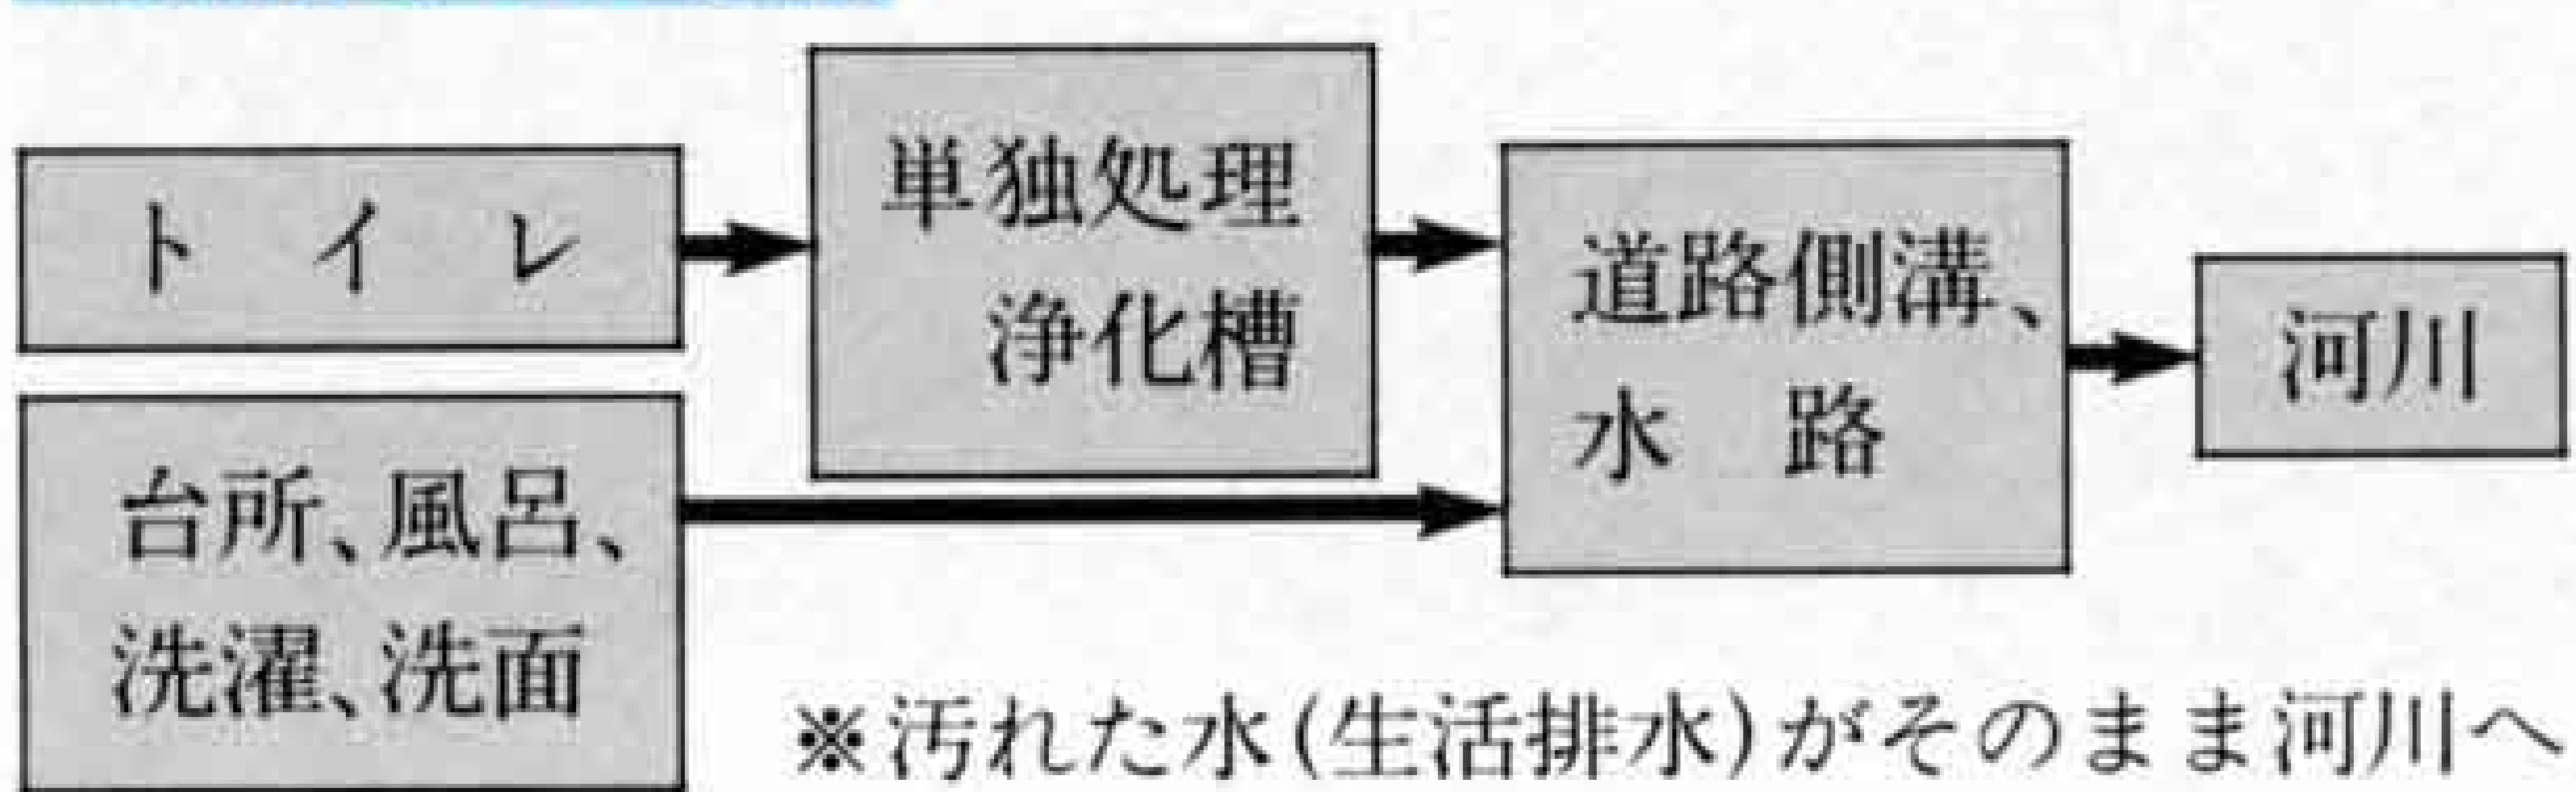 トイレ
単独処理
浄化槽
道路側溝、
水路
河川
台所、風呂、
洗濯、洗面
※汚れた水(生活排水)がそのまま河川へ